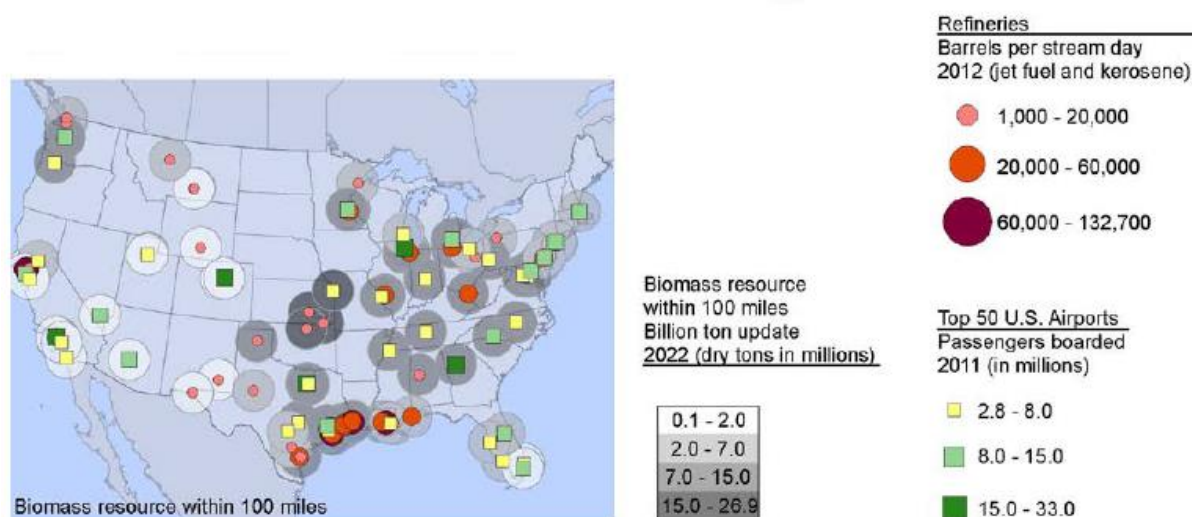 Refineries
Barrels per stream day
2012 (jet fuel and kerosene)
1,000 - 20,000
20,000 - 60,000
60,000 - 132,700
Biomass resource
within 100 miles
Billion ton update
2022 (dry tons in millions)
0.1 - 2.0
2.0 - 7.0
7.0 - 15.0
15.0 - 26.9
Top 50 U.S. Airports
Passengers boarded
2011 (in millions)
2.8 - 8.0
8.0 - 15.0
15.0 - 33.0
Biomass resource within 100 miles